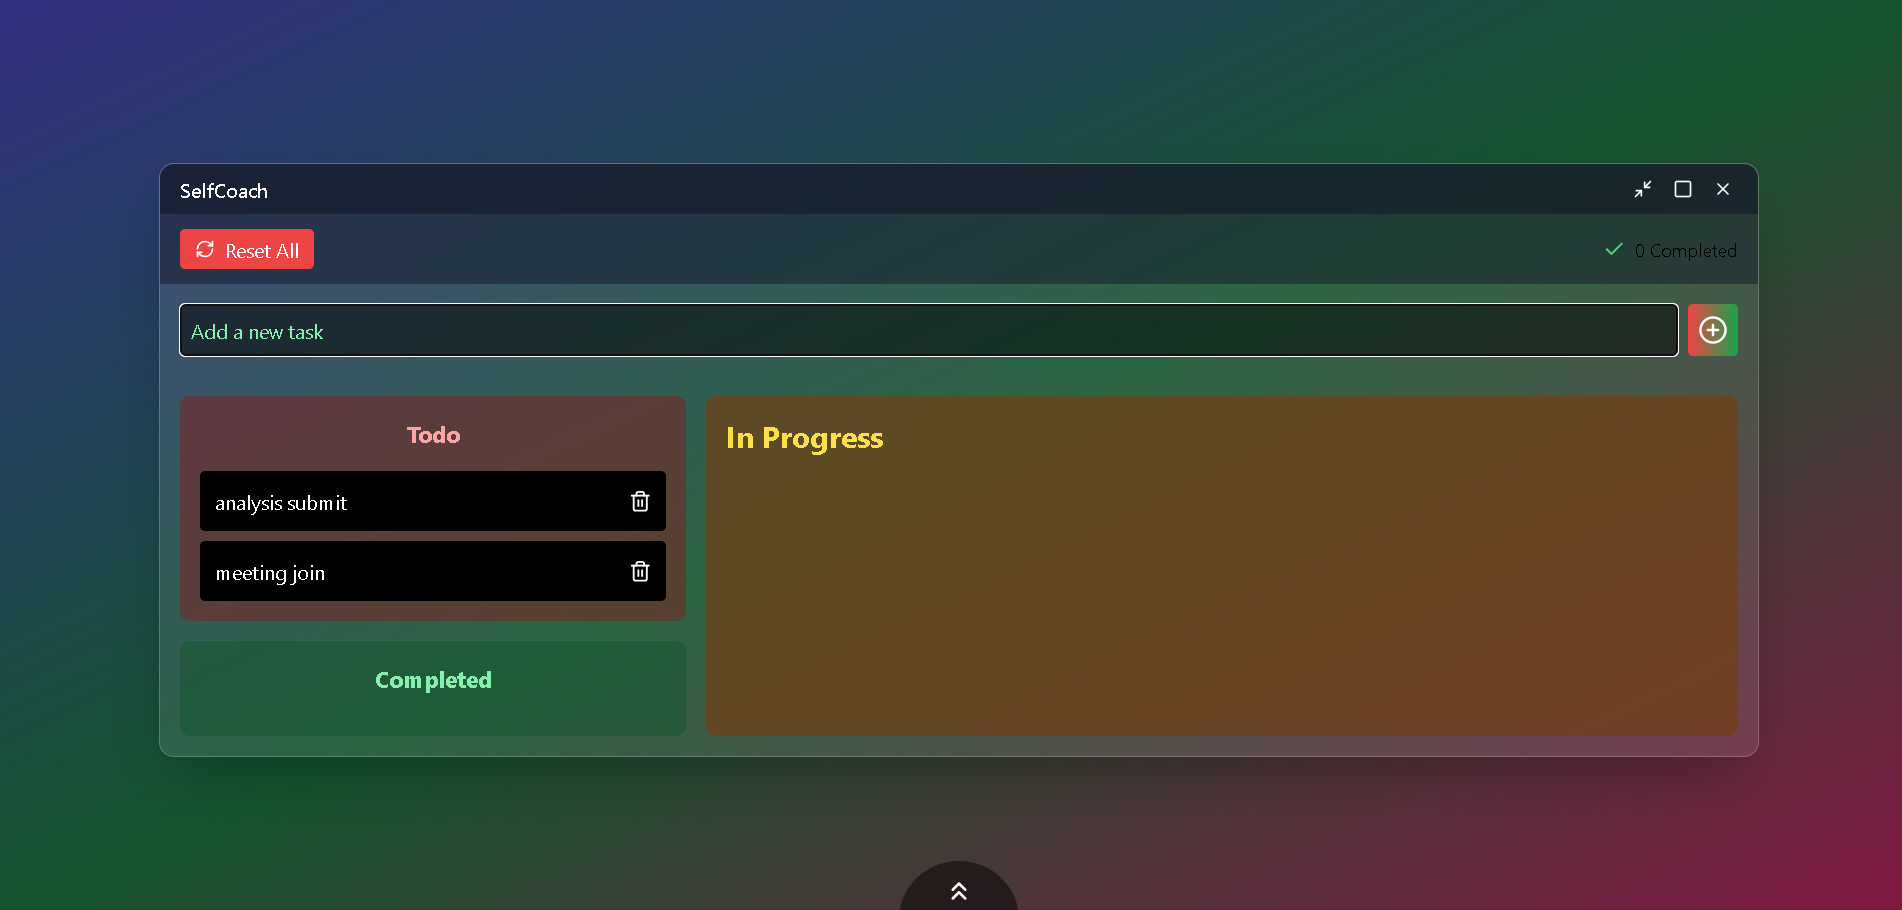 SelfCoach
Reset All
0 Completed
Add a new task
Todo
analysis submit
meeting join
Completed
In Progress